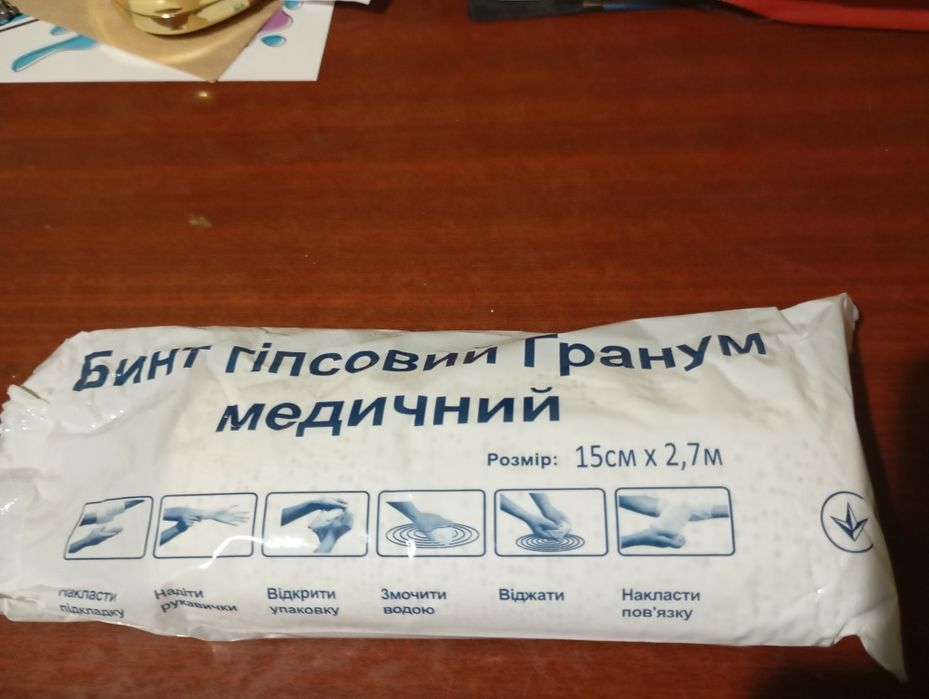 Бинт гіпсовий Гранум
медичний
Розмір: 15см х 2,7м
Накласти підкладку
Надіти рукавички
Відкрити упаковку
Змочити водою
Віджати
Накласти пов'язку